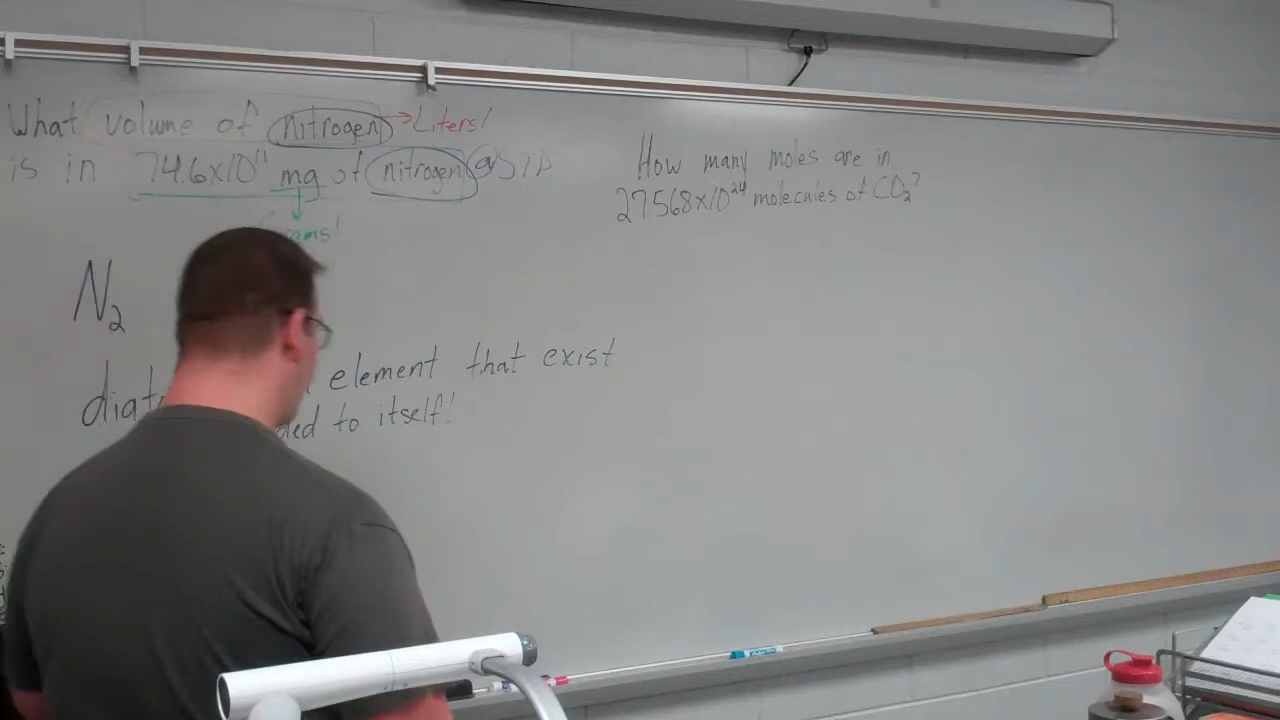 What volume of nitrogen → Liters!
is in 74.6x10¹¹ mg of nitrogen @ STP
N₂
element that exist
to itself!
How many moles are in
27.568x10²⁴ molecules of CO₂?